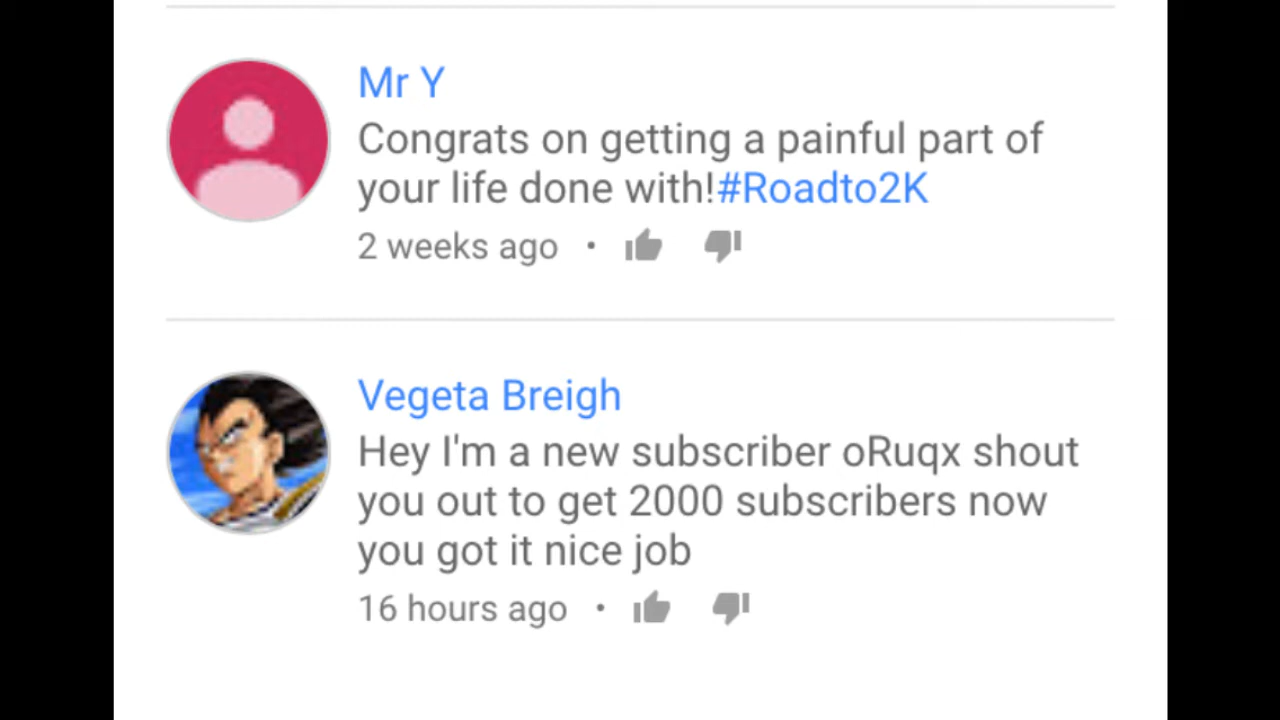 Mr Y
Congrats on getting a painful part of
your life done with!#Roadto2K
2 weeks ago •
Vegeta Breigh
Hey I'm a new subscriber oRuqx shout
you out to get 2000 subscribers now
you got it nice job
16 hours ago •